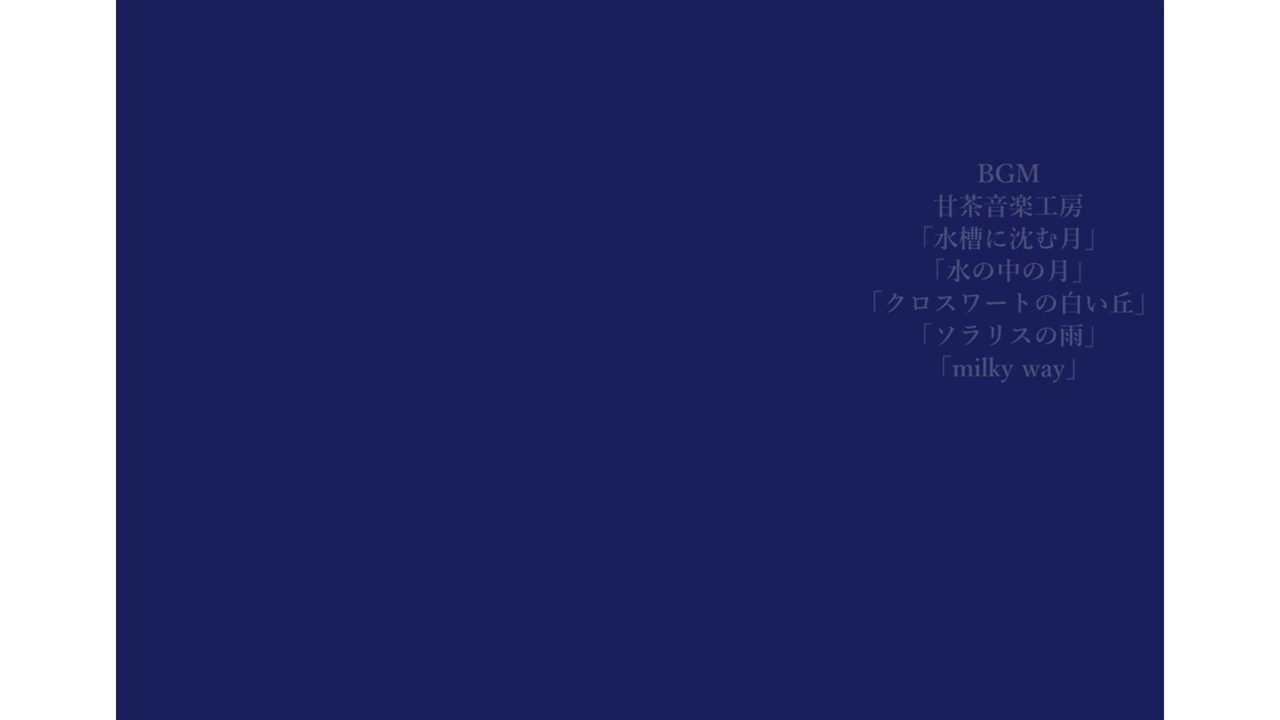 BGM
甘茶音楽工房
「水槽に沈む月」
「水の中の月」
「クロスワートの白い丘」
「ソラリスの雨」
「milky way」